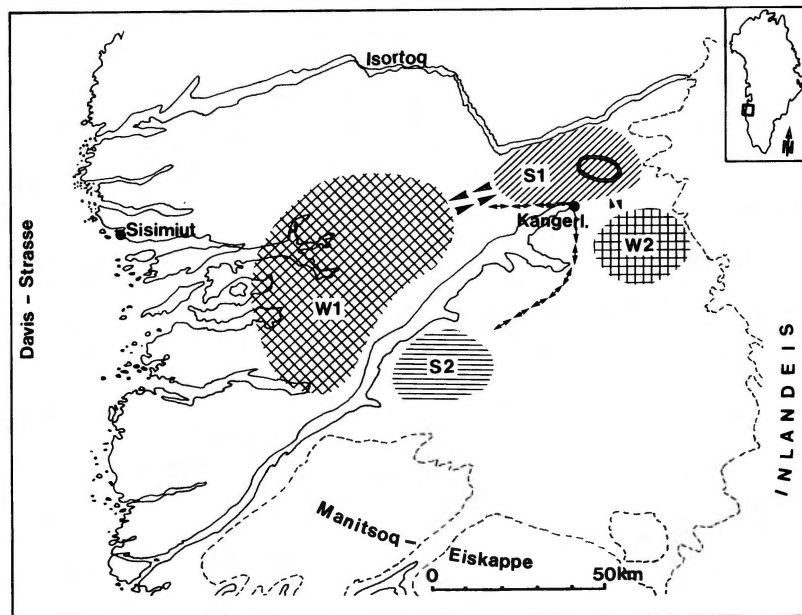 Isortoq
N
S1
Kangerl.
Sisimiut
W2
W1
Davis - Strasse
S2
INLANDEIS
Manitsoq -
Eiskappe
0 50km